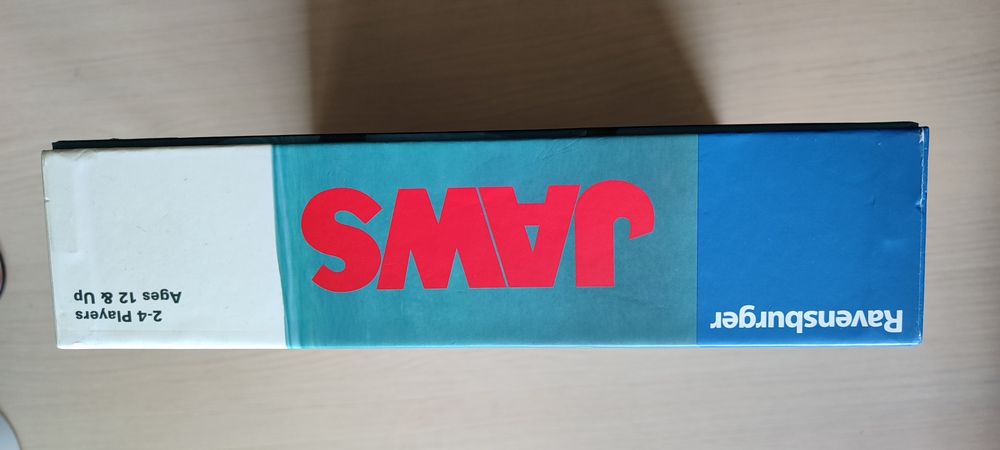 Ravensburger
JAWS
2-4 Players
Ages 12 & Up